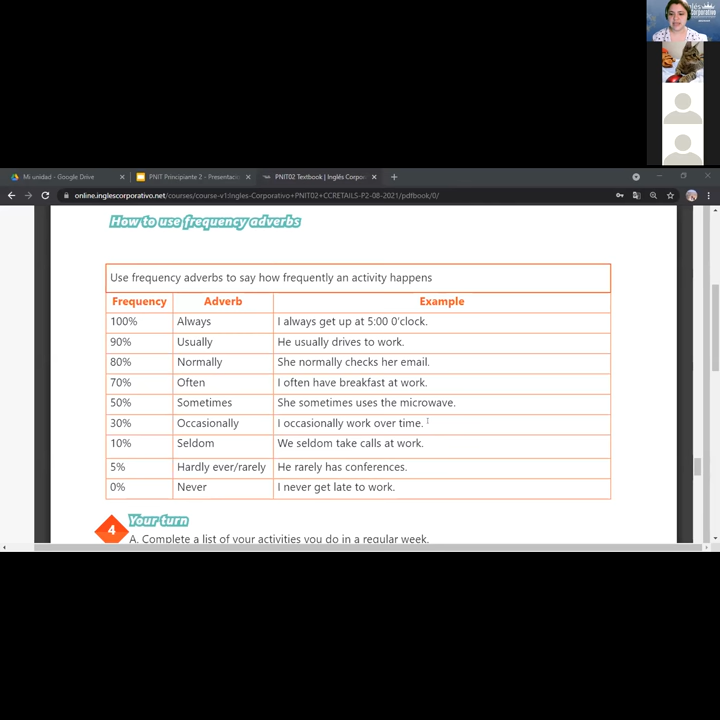 Inglés
Corporativo
Mi unidad - Google Drive
PNIT Principiante 2 - Presentació
PNIT02 Textbook | Inglés Corpo
online.inglescorporativo.net/courses/course-v1:Ingles-Corporativo+PNIT02+CCRETAILS-P2-08-2021/pdfbook/0/
How to use frequency adverbs
Use frequency adverbs to say how frequently an activity happens
Frequency Adverb Example
100% Always I always get up at 5:00 0'clock.
90% Usually He usually drives to work.
80% Normally She normally checks her email.
70% Often I often have breakfast at work.
50% Sometimes She sometimes uses the microwave.
30% Occasionally I occasionally work over time.
10% Seldom We seldom take calls at work.
5% Hardly ever/rarely He rarely has conferences.
0% Never I never get late to work.
4 Your turn
A. Complete a list of your activities you do in a regular week.